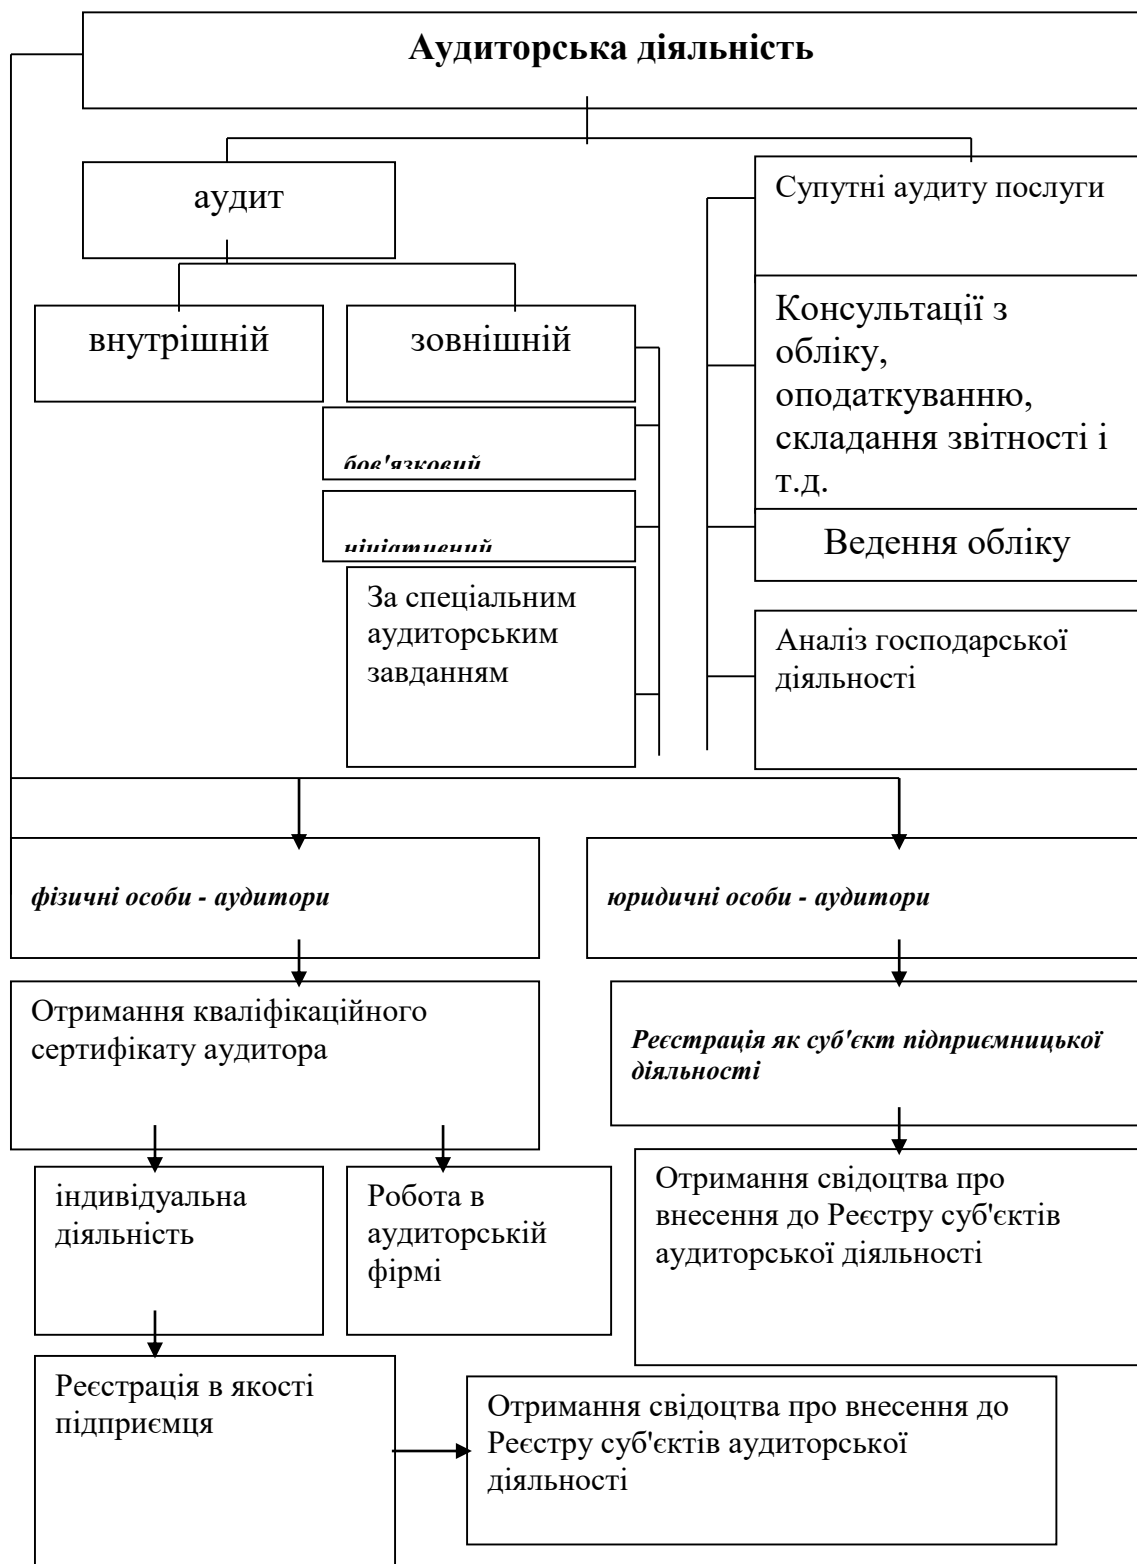 Аудиторська діяльність
аудит
Супутні аудиту послуги
внутрішній
зовнішній
Консультації з
обліку,
оподаткуванню,
складання звітності і
т.д.
бов'язковий
ніціативний
Ведення обліку
За спеціальним
аудиторським
завданням
Аналіз господарської
діяльності
фізичні особи - аудитори
юридичні особи - аудитори
Отримання кваліфікаційного
сертифікату аудитора
Реєстрація як суб'єкт підприємницької
діяльності
індивідуальна
діяльність
Робота в
аудиторській
фірмі
Отримання свідоцтва про
внесення до Реєстру суб'єктів
аудиторської діяльності
Реєстрація в якості
підприємця
Отримання свідоцтва про внесення до
Реєстру суб'єктів аудиторської
діяльності